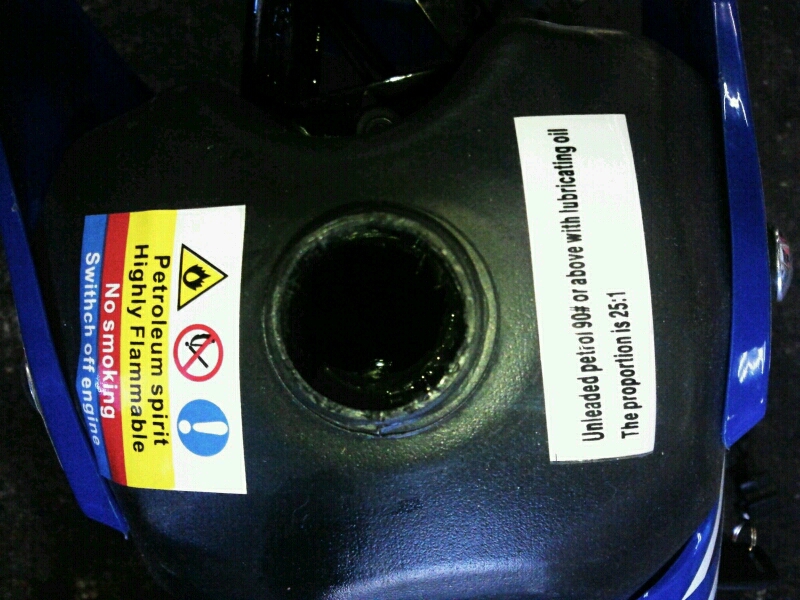 Petroleum spirit
Highly Flammable
No smoking
Swithch off engine
Unleaded petrol 90# or above with lubricating oil
The proportion is 25:1